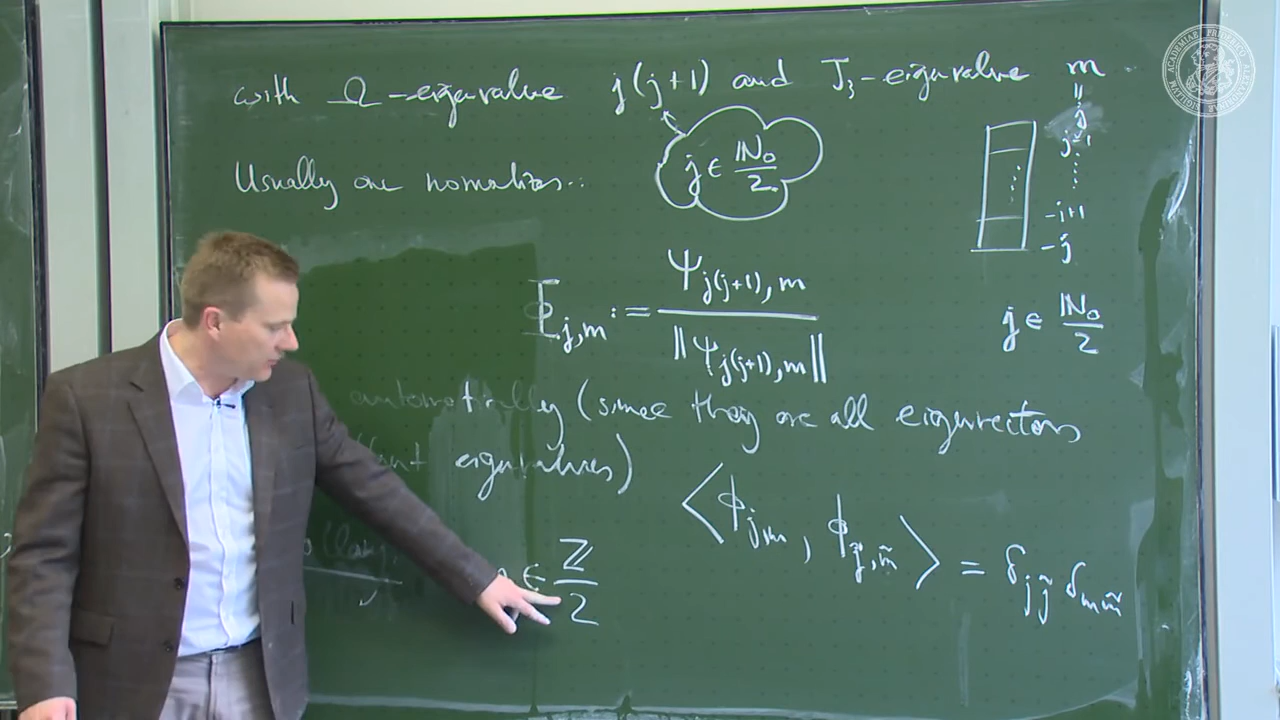 with Ω-eigenvalue j(j+1) and J₃-eigenvalue m
Usually one normalizes..
j ∈ ℕ₀/2
=
j
j-1
⋮
-j+1
-j
Φ_{j,m} := ψ_{j(j+1),m} / ‖ψ_{j(j+1),m}‖
j ∈ ℕ₀/2
automatically (since they are all eigenvectors
eigenvalues)
⟨ϕ_{j,m}, ϕ_{j̃,m̃}⟩ = δ_{jj̃} δ_{mm̃}
∈ ℤ/2